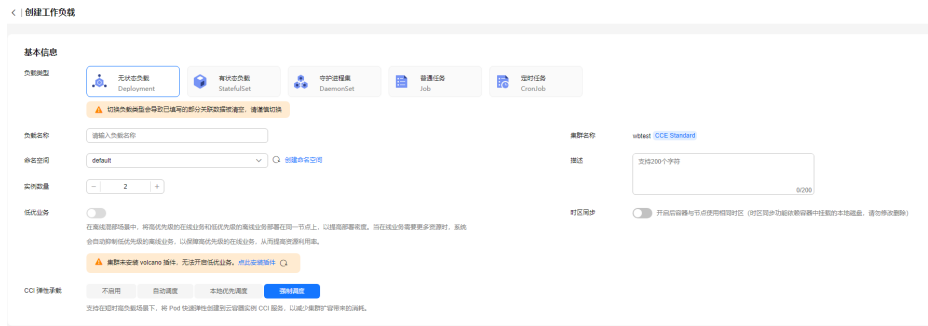 创建工作负载
基本信息
负载类型
无状态负载
Deployment
有状态负载
StatefulSet
守护进程集
DaemonSet
普通任务
Job
定时任务
CronJob
切换负载类型会导致已填写的部分关联数据被清空，请谨慎切换
负载名称
请输入负载名称
集群名称
wbtest CCE Standard
命名空间
default
创建命名空间
描述
支持200个字符
0/200
实例数量
2
低优业务
在离线混部场景中，将高优先级的在线业务和低优先级的离线业务部署在同一节点上，以提高部署密度。当在线业务需要更多资源时，系统
会自动抑制低优先级的离线业务，以保障高优先级的在线业务，从而提高资源利用率。
时区同步
开启后容器与节点使用相同时区（时区同步功能依赖容器中挂载的本地磁盘，请勿修改删除）
集群未安装 volcano 插件，无法开启低优业务。点此安装插件
CCI 弹性承载
不启用
自动调度
本地优先调度
强制调度
支持在短时高负载场景下，将 Pod 快速弹性创建到云容器实例 CCI 服务，以减少集群扩容带来的消耗。